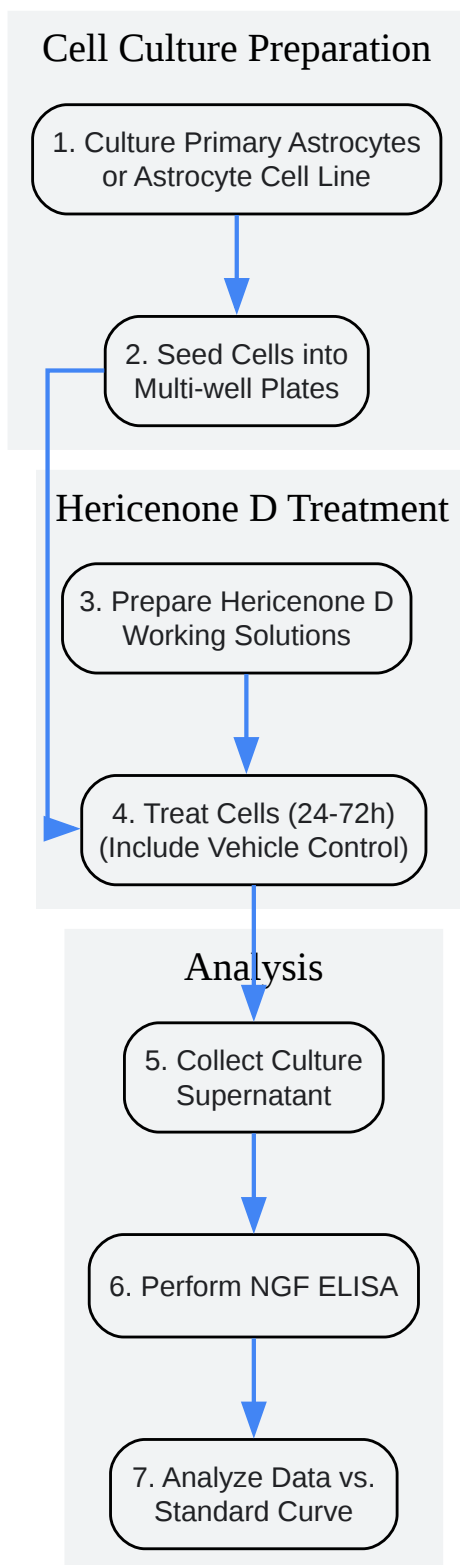 Cell Culture Preparation
1. Culture Primary Astrocytes
or Astrocyte Cell Line
2. Seed Cells into
Multi-well Plates
Hericenone D Treatment
3. Prepare Hericenone D
Working Solutions
4. Treat Cells (24-72h)
(Include Vehicle Control)
Analysis
5. Collect Culture
Supernatant
6. Perform NGF ELISA
7. Analyze Data vs.
Standard Curve